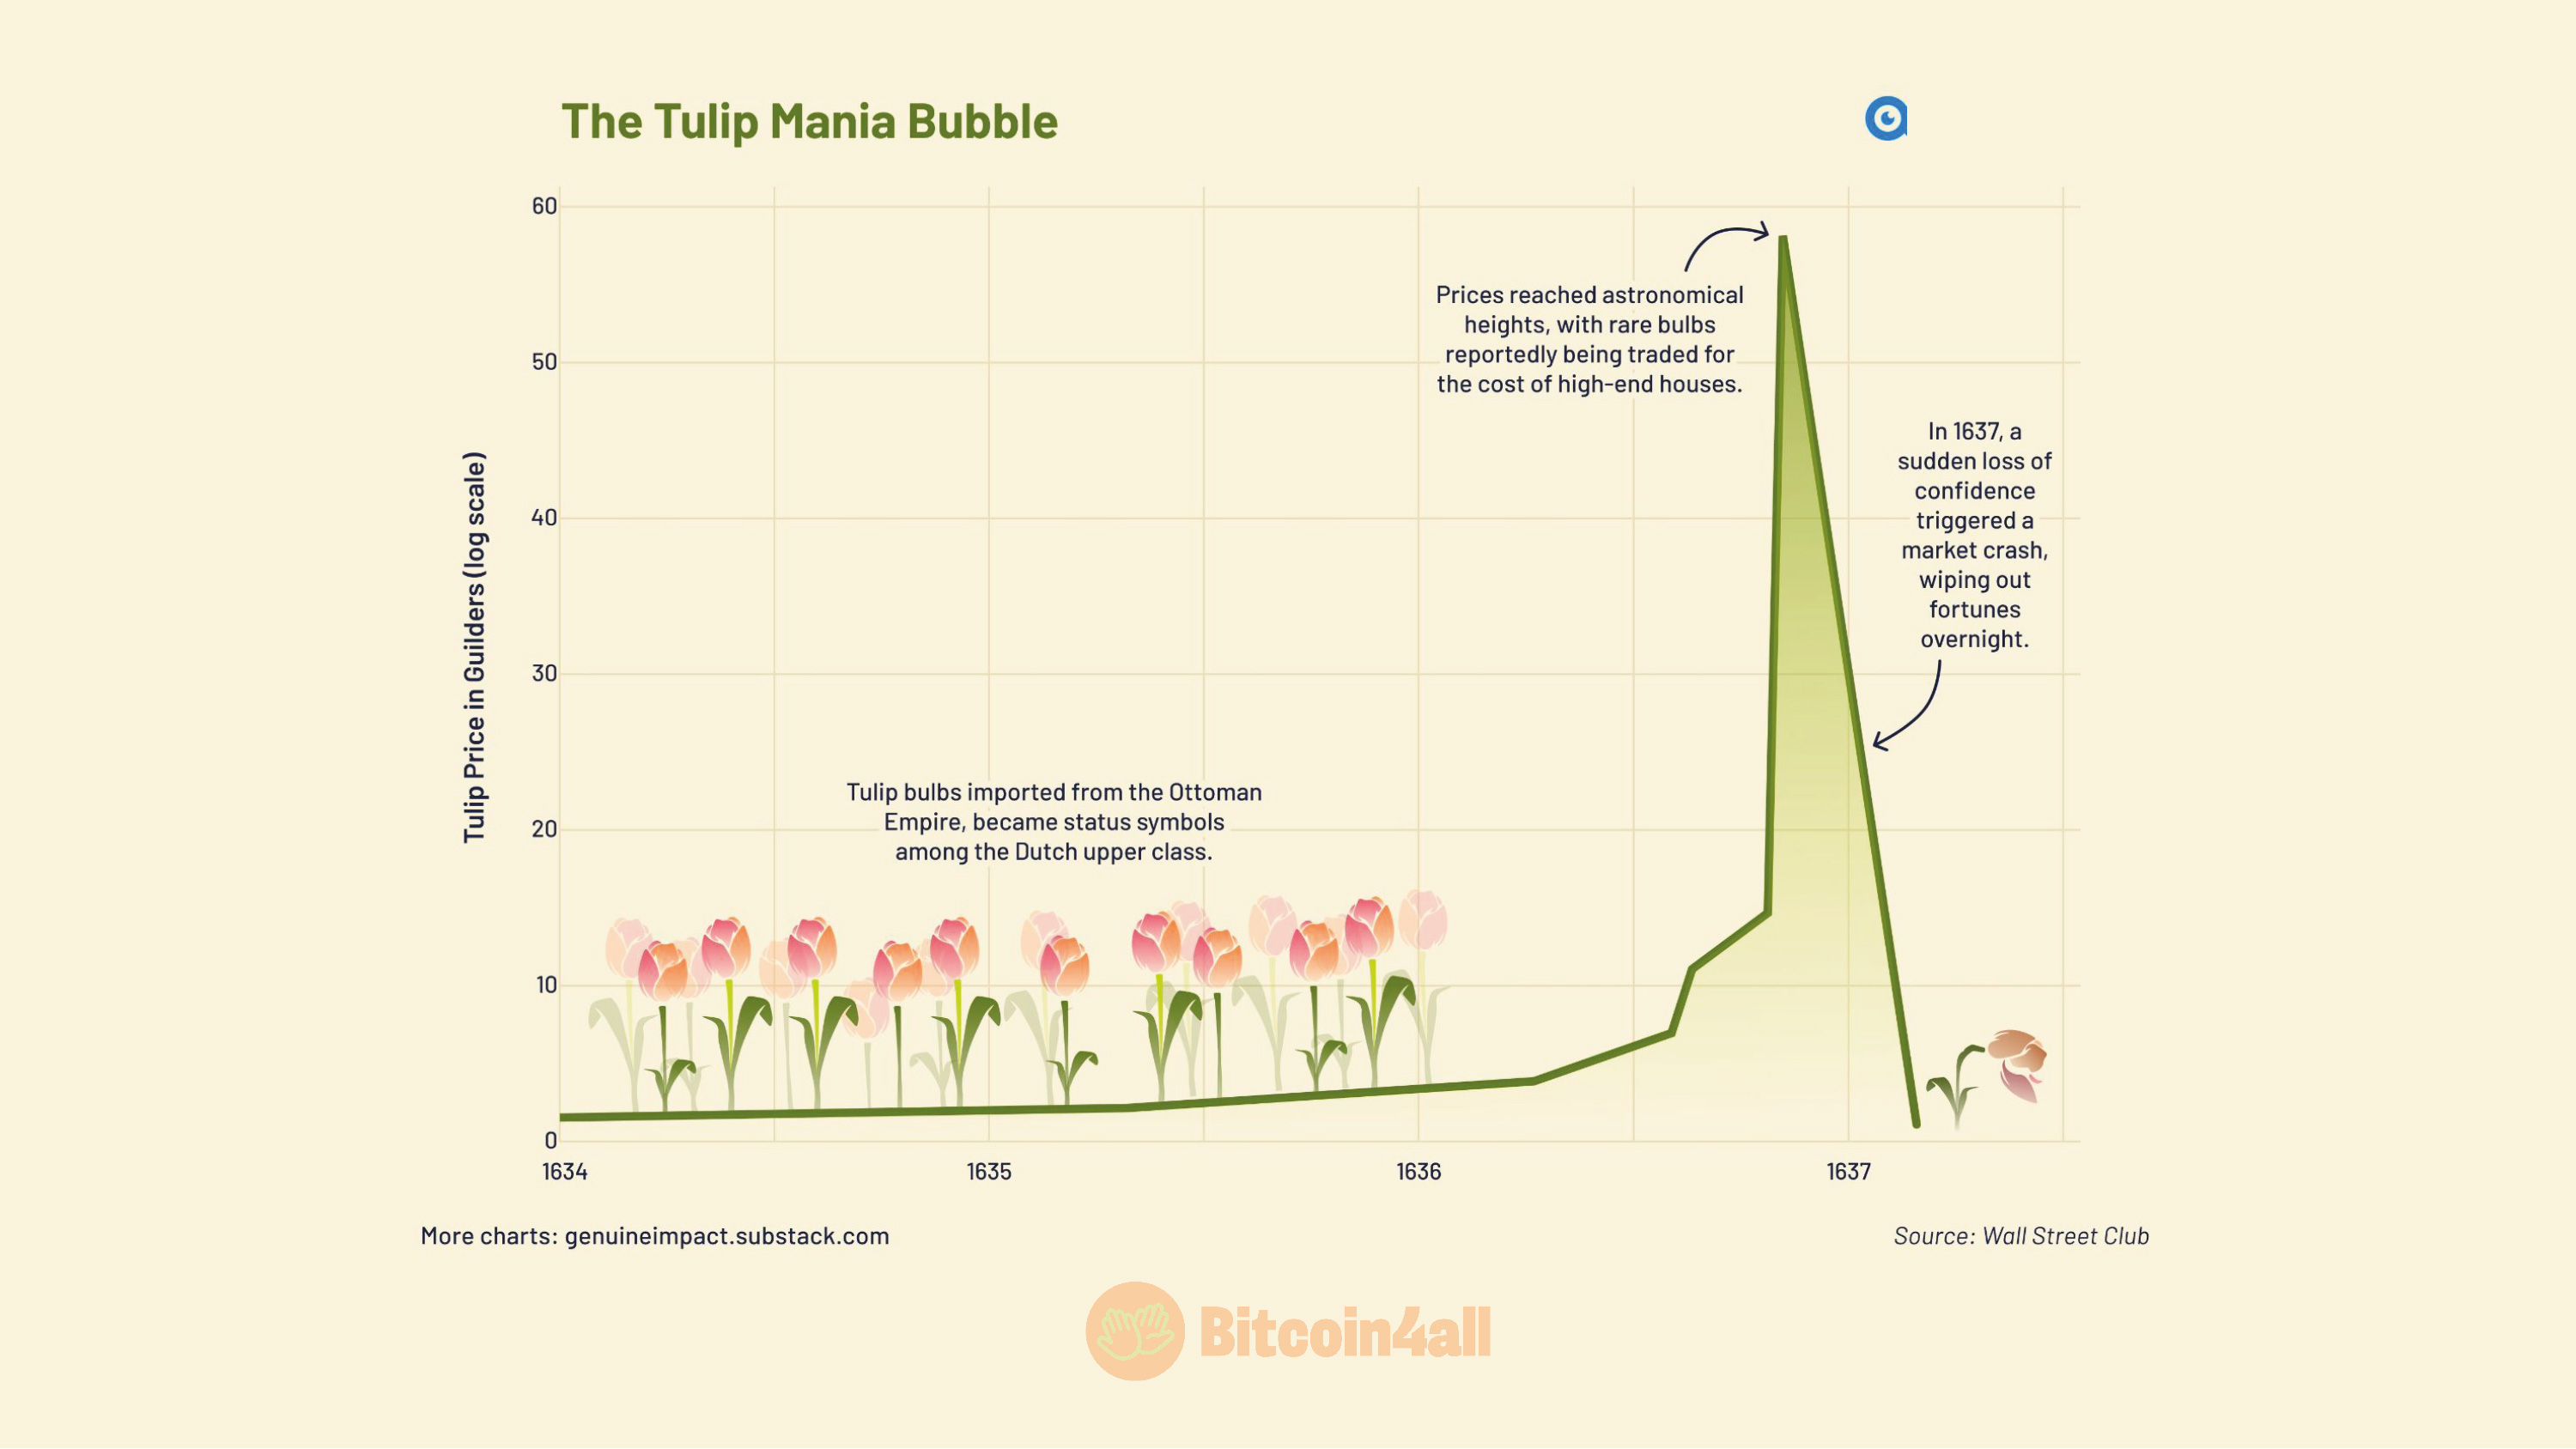 The Tulip Mania Bubble
60
50
40
30
20
10
0
Tulip Price in Guilders (log scale)
Prices reached astronomical
heights, with rare bulbs
reportedly being traded for
the cost of high-end houses.
In 1637, a
sudden loss of
confidence
triggered a
market crash,
wiping out
fortunes
overnight.
Tulip bulbs imported from the Ottoman
Empire, became status symbols
among the Dutch upper class.
1634
1635
1636
1637
More charts: genuineimpact.substack.com
Source: Wall Street Club
Bitcoin4all